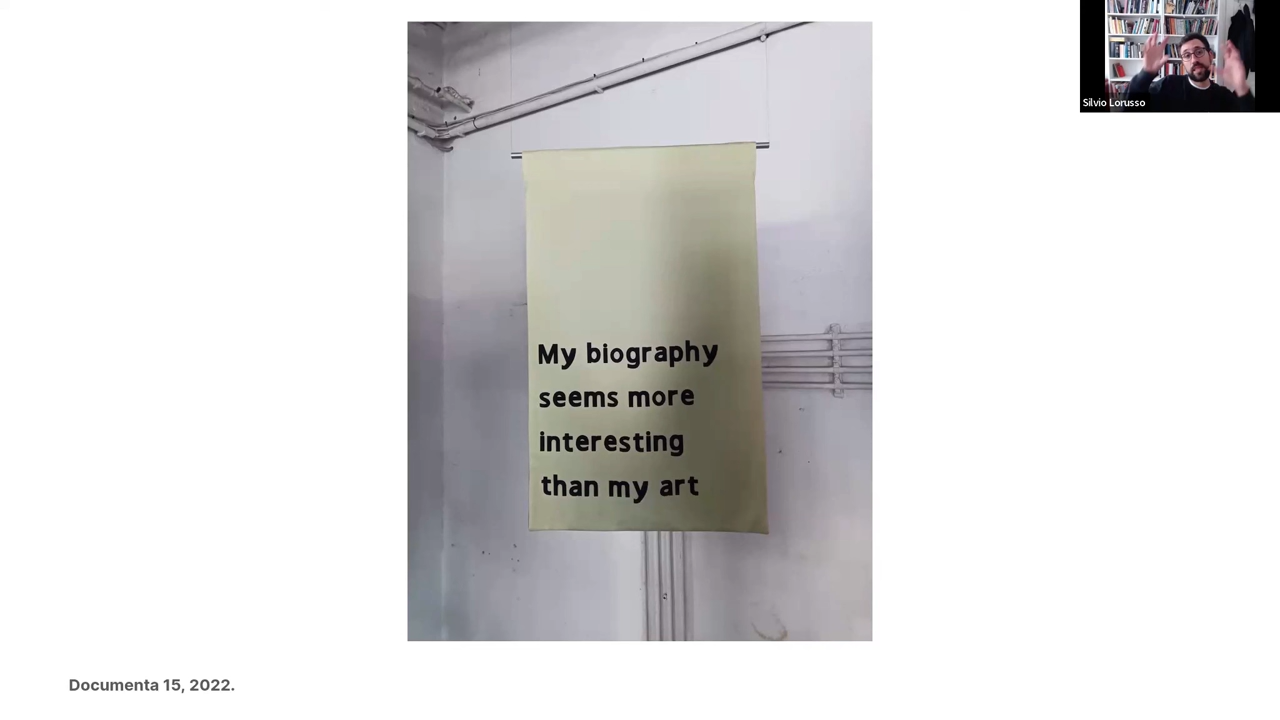 Silvio Lorusso
My biography
seems more
interesting
than my art
Documenta 15, 2022.